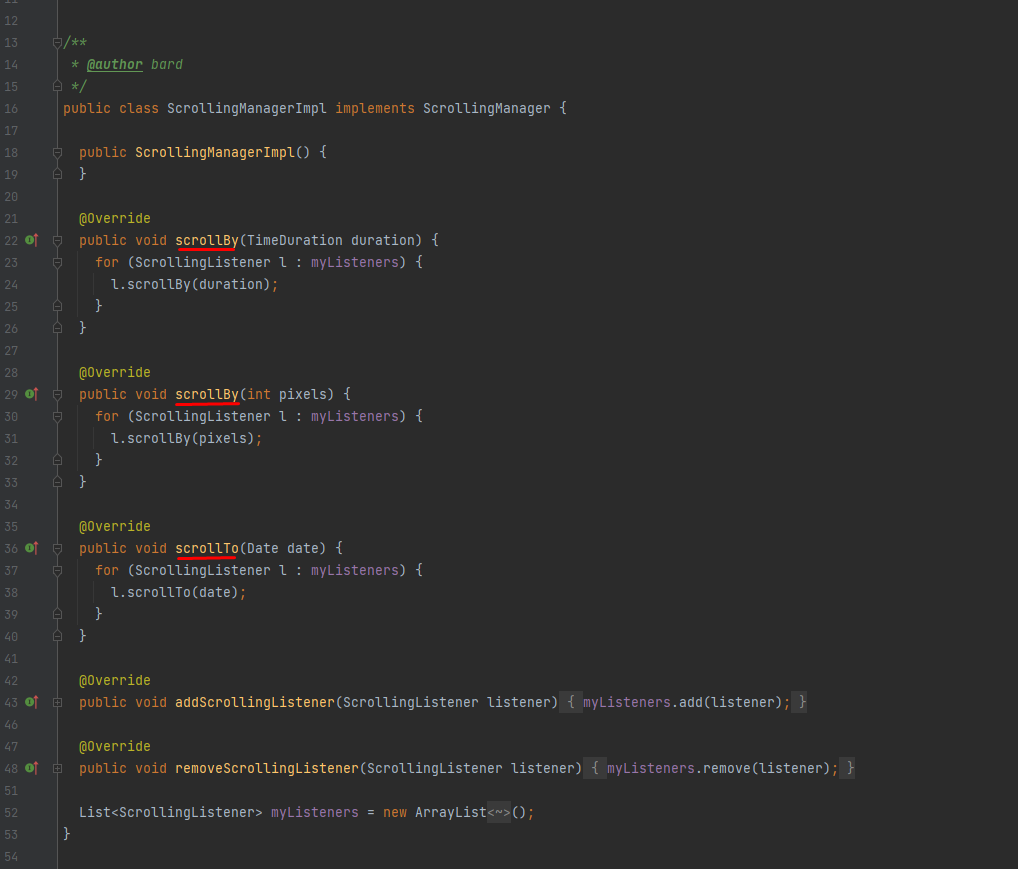 11
12
13 /**
14  * @author bard
15  */
16 public class ScrollingManagerImpl implements ScrollingManager {
17
18   public ScrollingManagerImpl() {
19   }
20
21   @Override
22   public void scrollBy(TimeDuration duration) {
23     for (ScrollingListener l : myListeners) {
24       l.scrollBy(duration);
25     }
26   }
27
28   @Override
29   public void scrollBy(int pixels) {
30     for (ScrollingListener l : myListeners) {
31       l.scrollBy(pixels);
32     }
33   }
34
35   @Override
36   public void scrollTo(Date date) {
37     for (ScrollingListener l : myListeners) {
38       l.scrollTo(date);
39     }
40   }
41
42   @Override
43   public void addScrollingListener(ScrollingListener listener) { myListeners.add(listener); }
46
47   @Override
48   public void removeScrollingListener(ScrollingListener listener) { myListeners.remove(listener); }
51
52   List<ScrollingListener> myListeners = new ArrayList<~>();
53 }
54